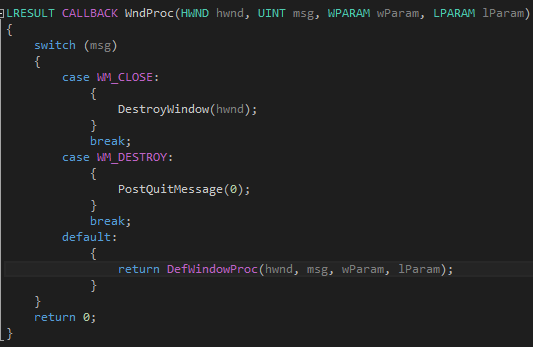 LRESULT CALLBACK WndProc(HWND hwnd, UINT msg, WPARAM wParam, LPARAM lParam)
{
    switch (msg)
    {
        case WM_CLOSE:
            {
                DestroyWindow(hwnd);
            }
            break;
        case WM_DESTROY:
            {
                PostQuitMessage(0);
            }
            break;
        default:
            {
                return DefWindowProc(hwnd, msg, wParam, lParam);
            }
    }
    return 0;
}